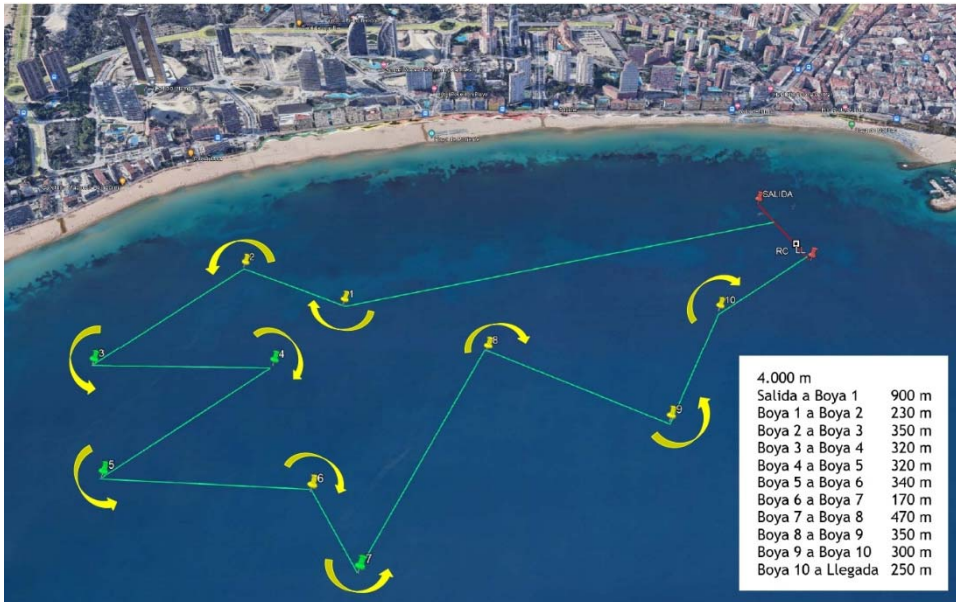 SALIDA
RC LL
1
2
3
4
5
6
7
8
9
10
4.000 m
Salida a Boya 1 900 m
Boya 1 a Boya 2 230 m
Boya 2 a Boya 3 350 m
Boya 3 a Boya 4 320 m
Boya 4 a Boya 5 320 m
Boya 5 a Boya 6 340 m
Boya 6 a Boya 7 170 m
Boya 7 a Boya 8 470 m
Boya 8 a Boya 9 350 m
Boya 9 a Boya 10 300 m
Boya 10 a Llegada 250 m